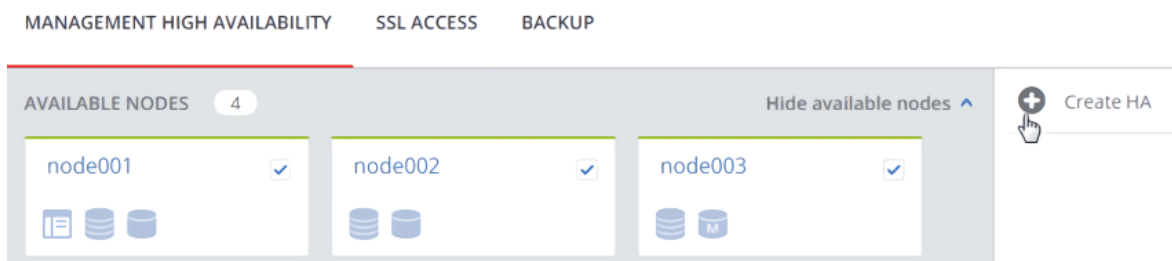 MANAGEMENT HIGH AVAILABILITY SSL ACCESS BACKUP
AVAILABLE NODES 4 Hide available nodes Create HA
node001 node002 node003
M